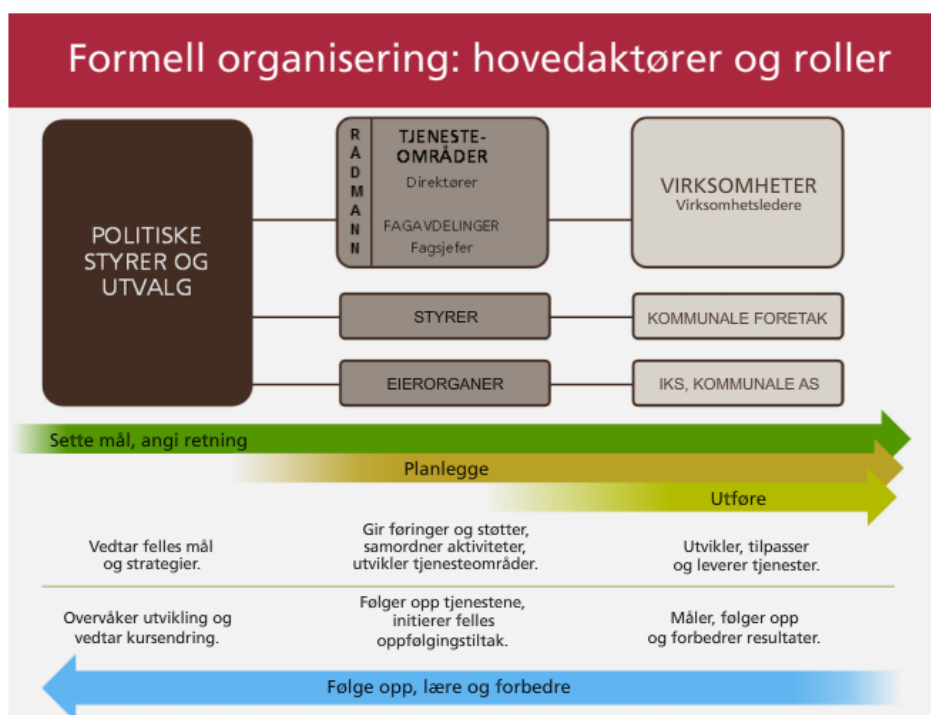 Formell organisering: hovedaktører og roller
POLITISKE
STYRER OG
UTVALG
RÅDMANN
TJENESTE-
OMRÅDER
Direktører
FAGAVDELINGER
Fagsjefer
VIRKSOMHETER
Virksomhetsledere
STYRER
KOMMUNALE FORETAK
EIERORGANER
IKS, KOMMUNALE AS
Sette mål, angi retning
Planlegge
Utføre
Vedtar felles mål
og strategier.
Gir føringer og støtter,
samordner aktiviteter,
utvikler tjenesteområder.
Utvikler, tilpasser
og leverer tjenester.
Overvåker utvikling og
vedtar kursendring.
Følger opp tjenestene,
initierer felles
oppfølgingstiltak.
Måler, følger opp
og forbedrer resultater.
Følge opp, lære og forbedre